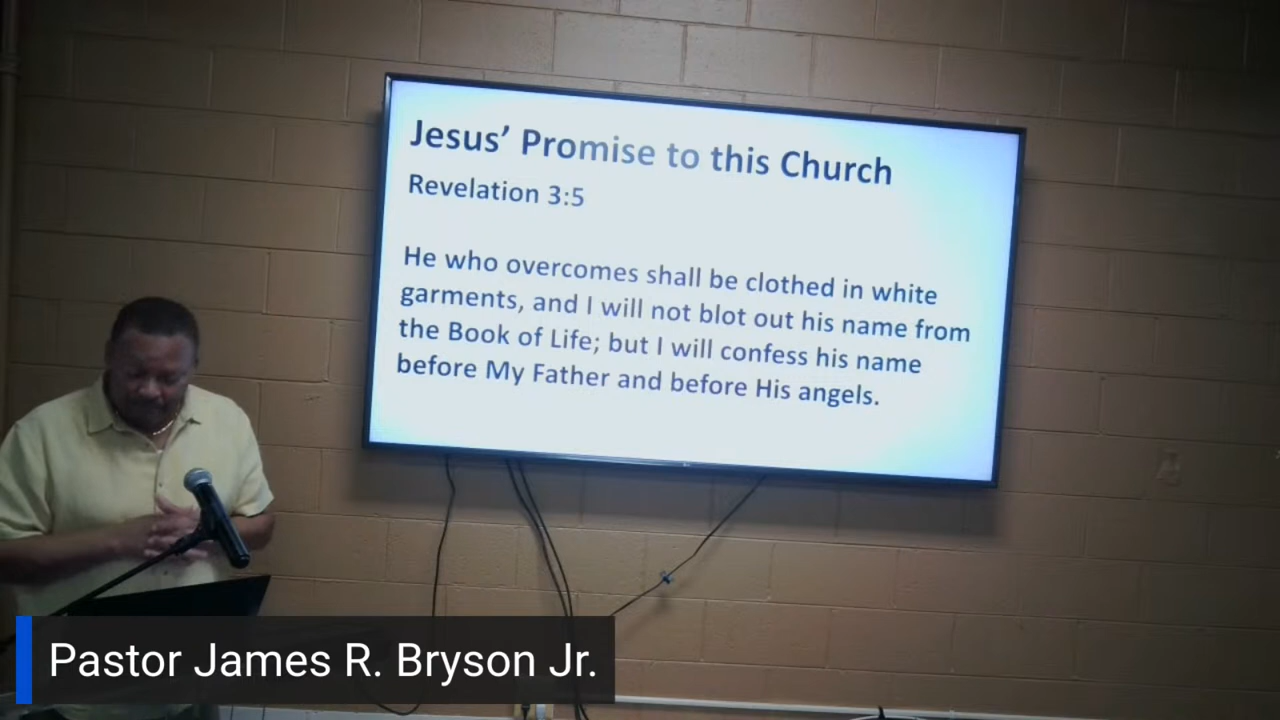 Jesus’ Promise to this Church
Revelation 3:5
He who overcomes shall be clothed in white
garments, and I will not blot out his name from
the Book of Life; but I will confess his name
before My Father and before His angels.
Pastor James R. Bryson Jr.